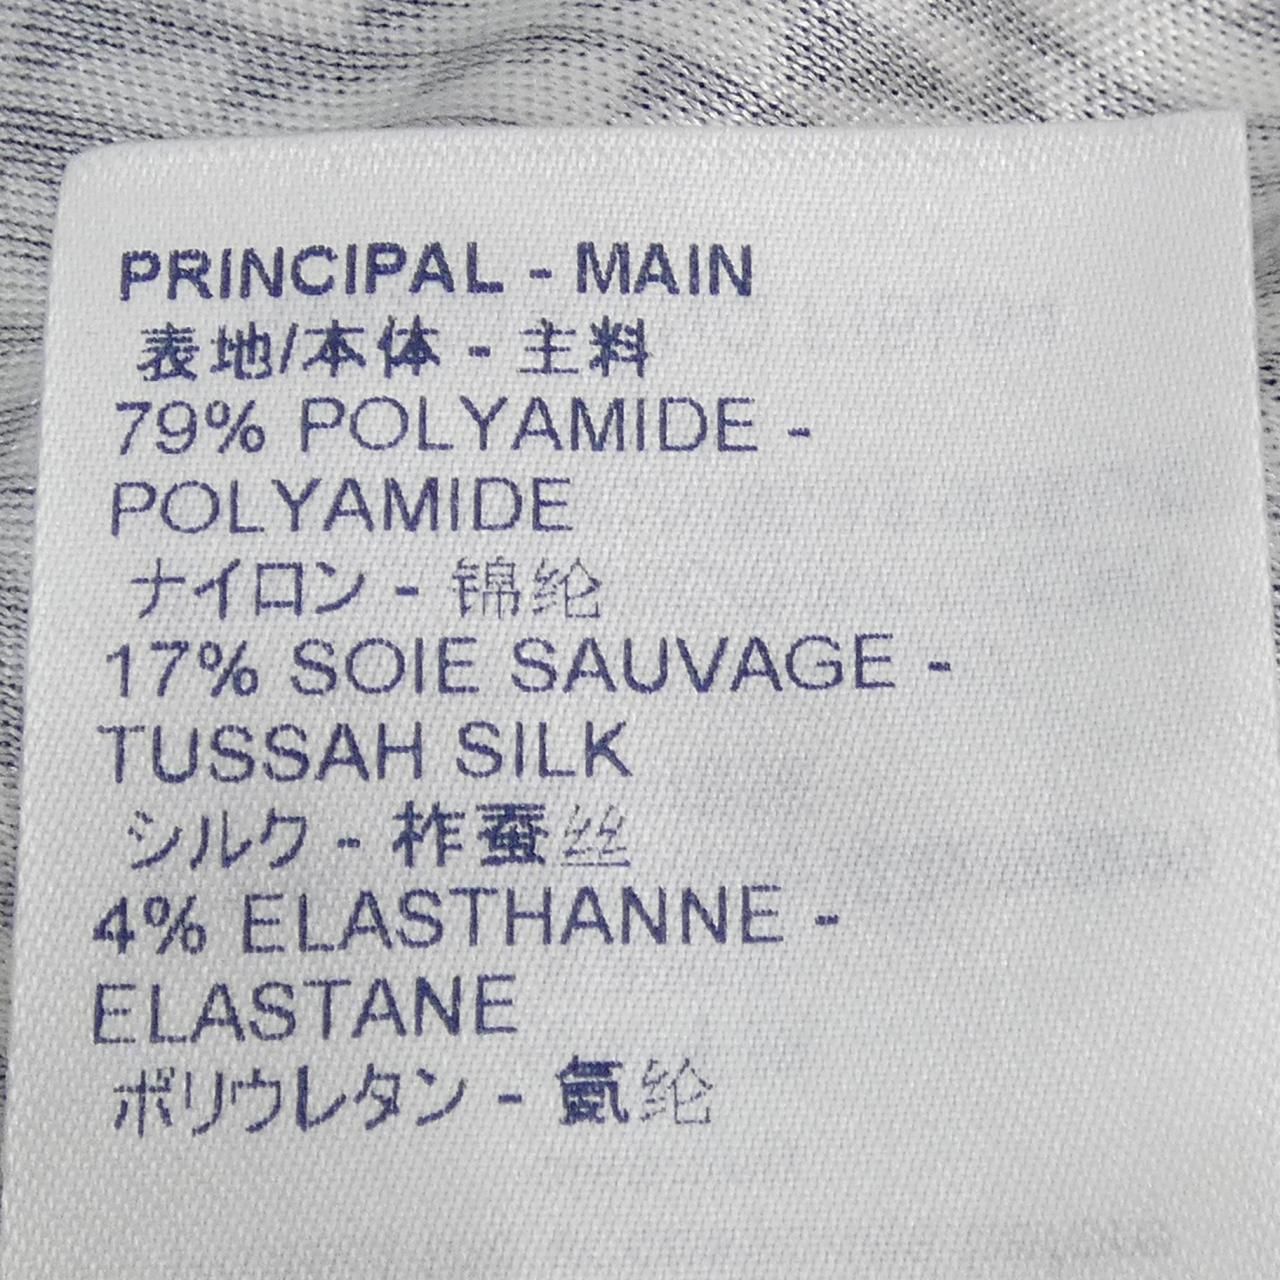 PRINCIPAL - MAIN
表地/本体 - 主料
79% POLYAMIDE -
POLYAMIDE
ナイロン - 锦纶
17% SOIE SAUVAGE -
TUSSAH SILK
シルク - 柞蚕丝
4% ELASTHANNE -
ELASTANE
ポリウレタン - 氨纶